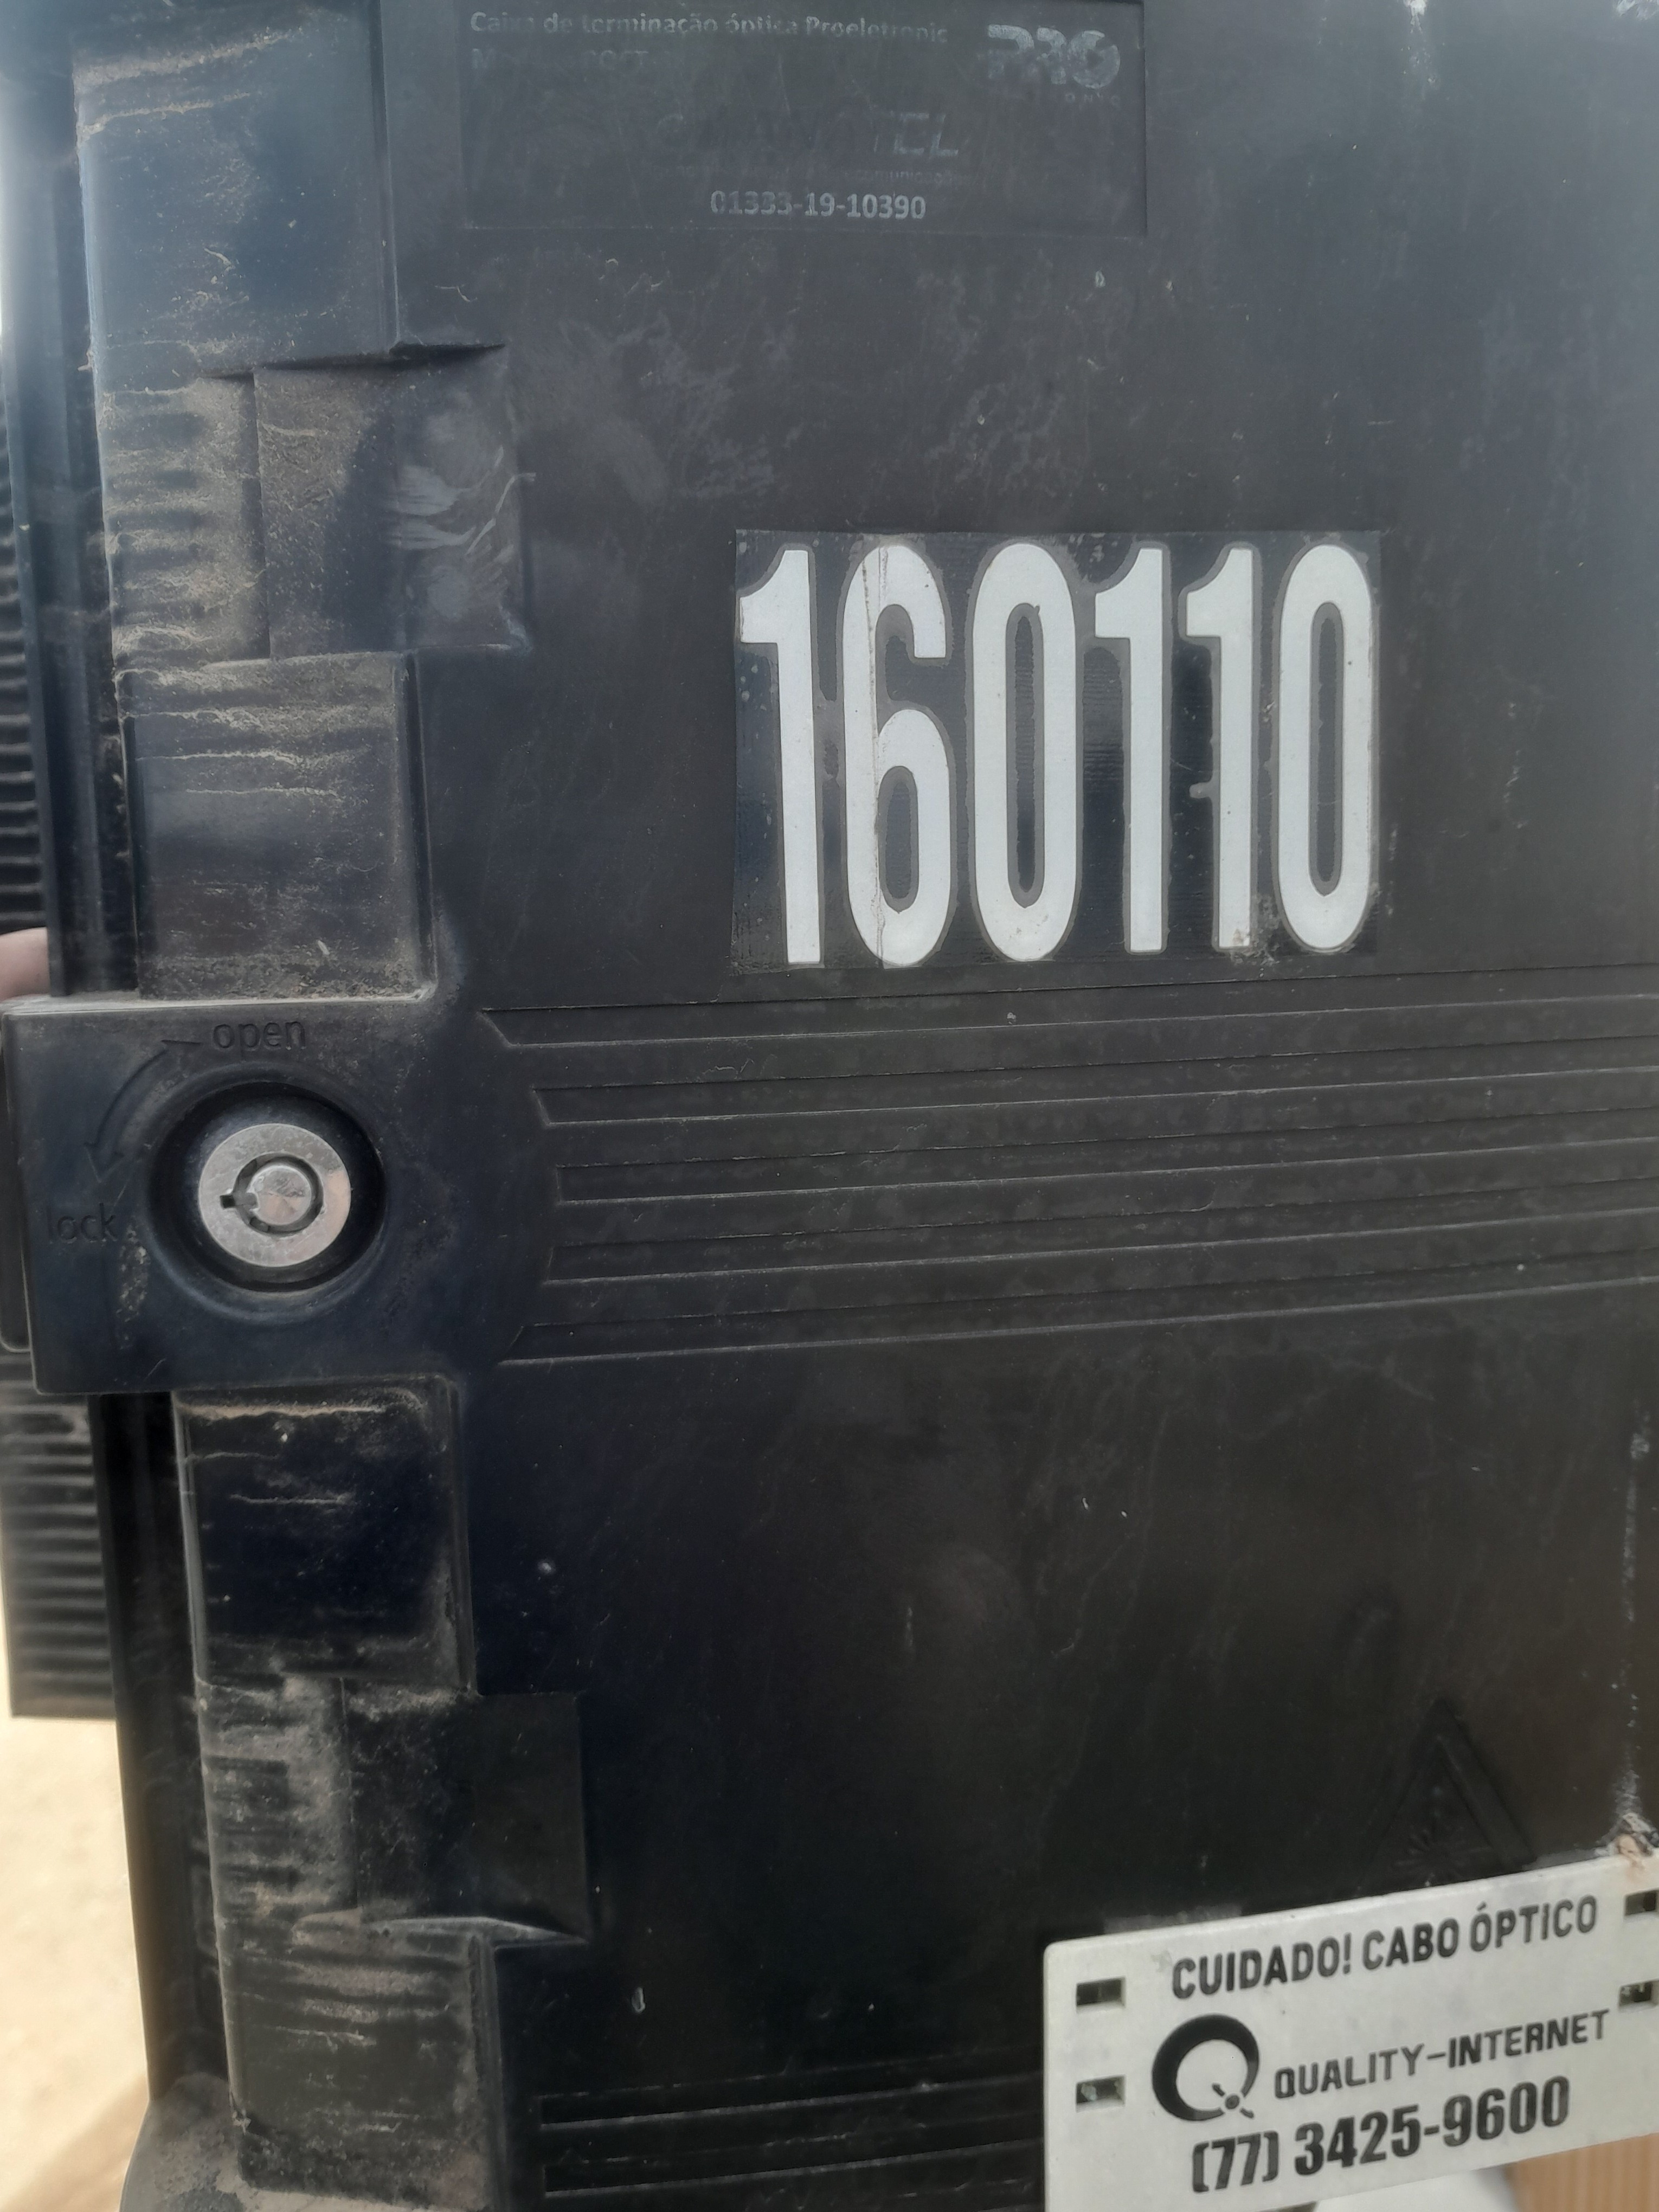 Caixa de terminação óptica Proeletronic
PRO
01333-19-10390
160110
open
lock
CUIDADO! CABO ÓPTICO
QUALITY-INTERNET
(77) 3425-9600